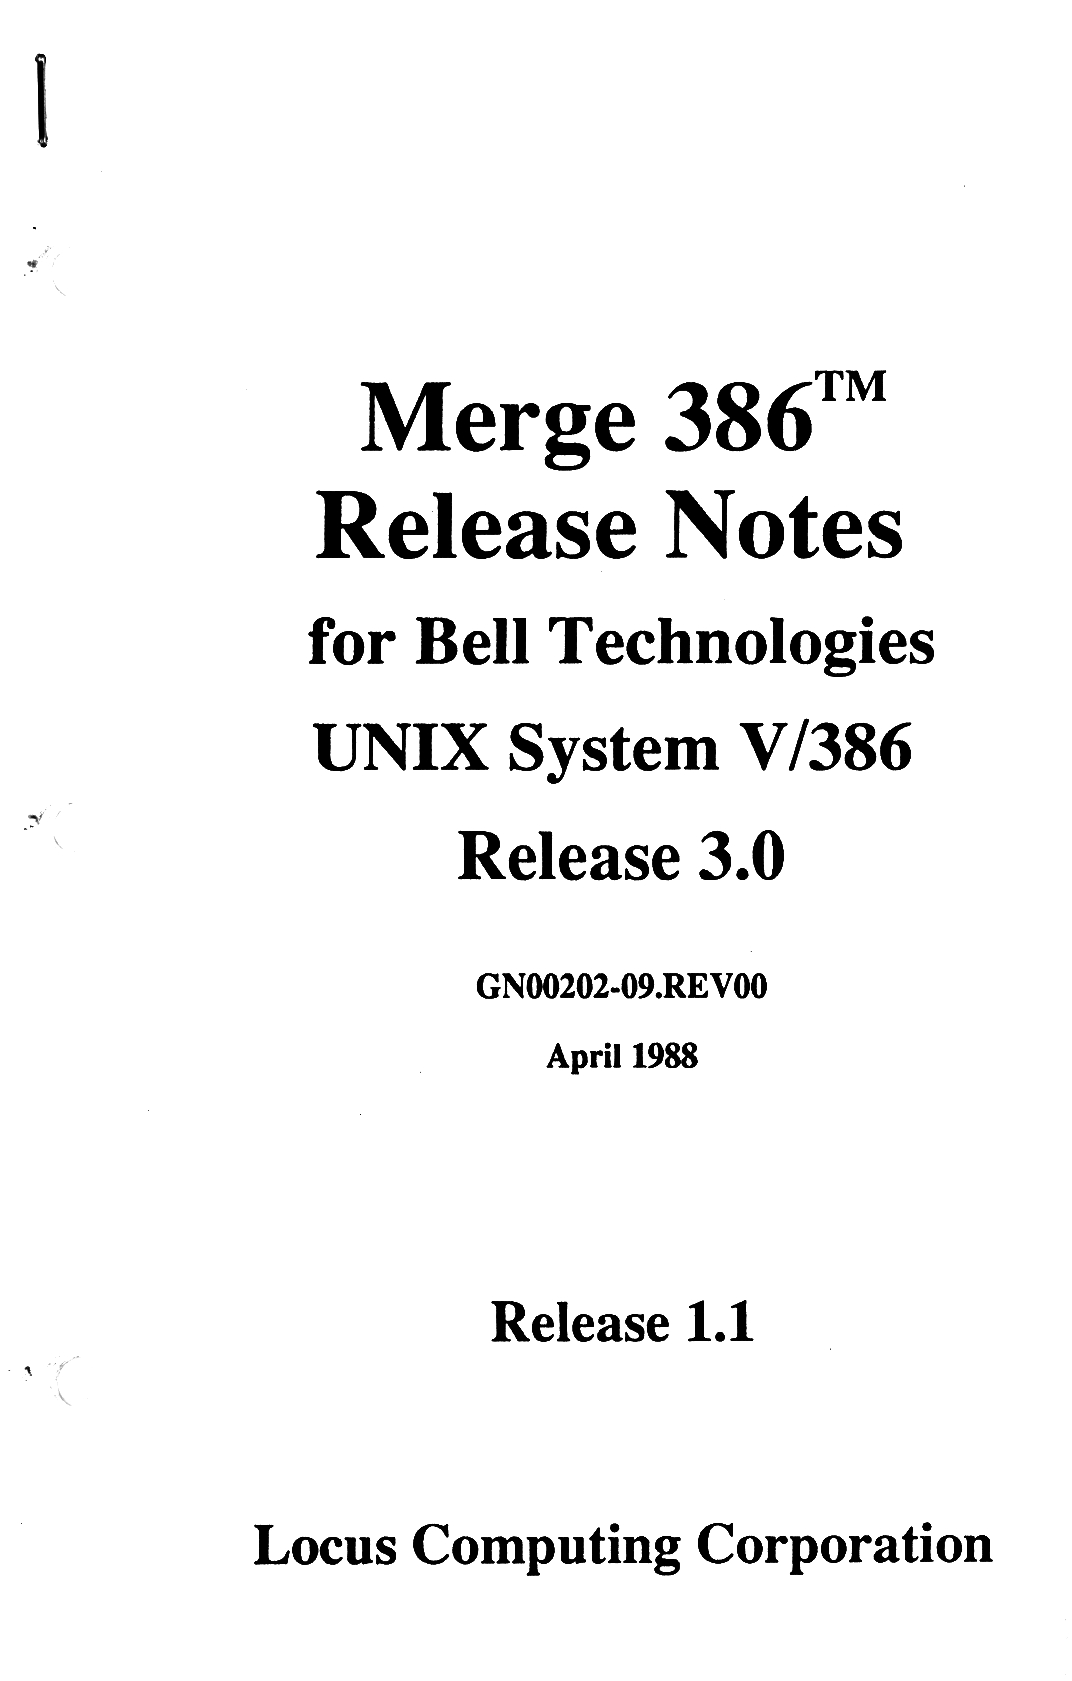 Merge 386™
Release Notes
for Bell Technologies
UNIX System V/386
Release 3.0
GN00202-09.REV00
April 1988
Release 1.1
Locus Computing Corporation